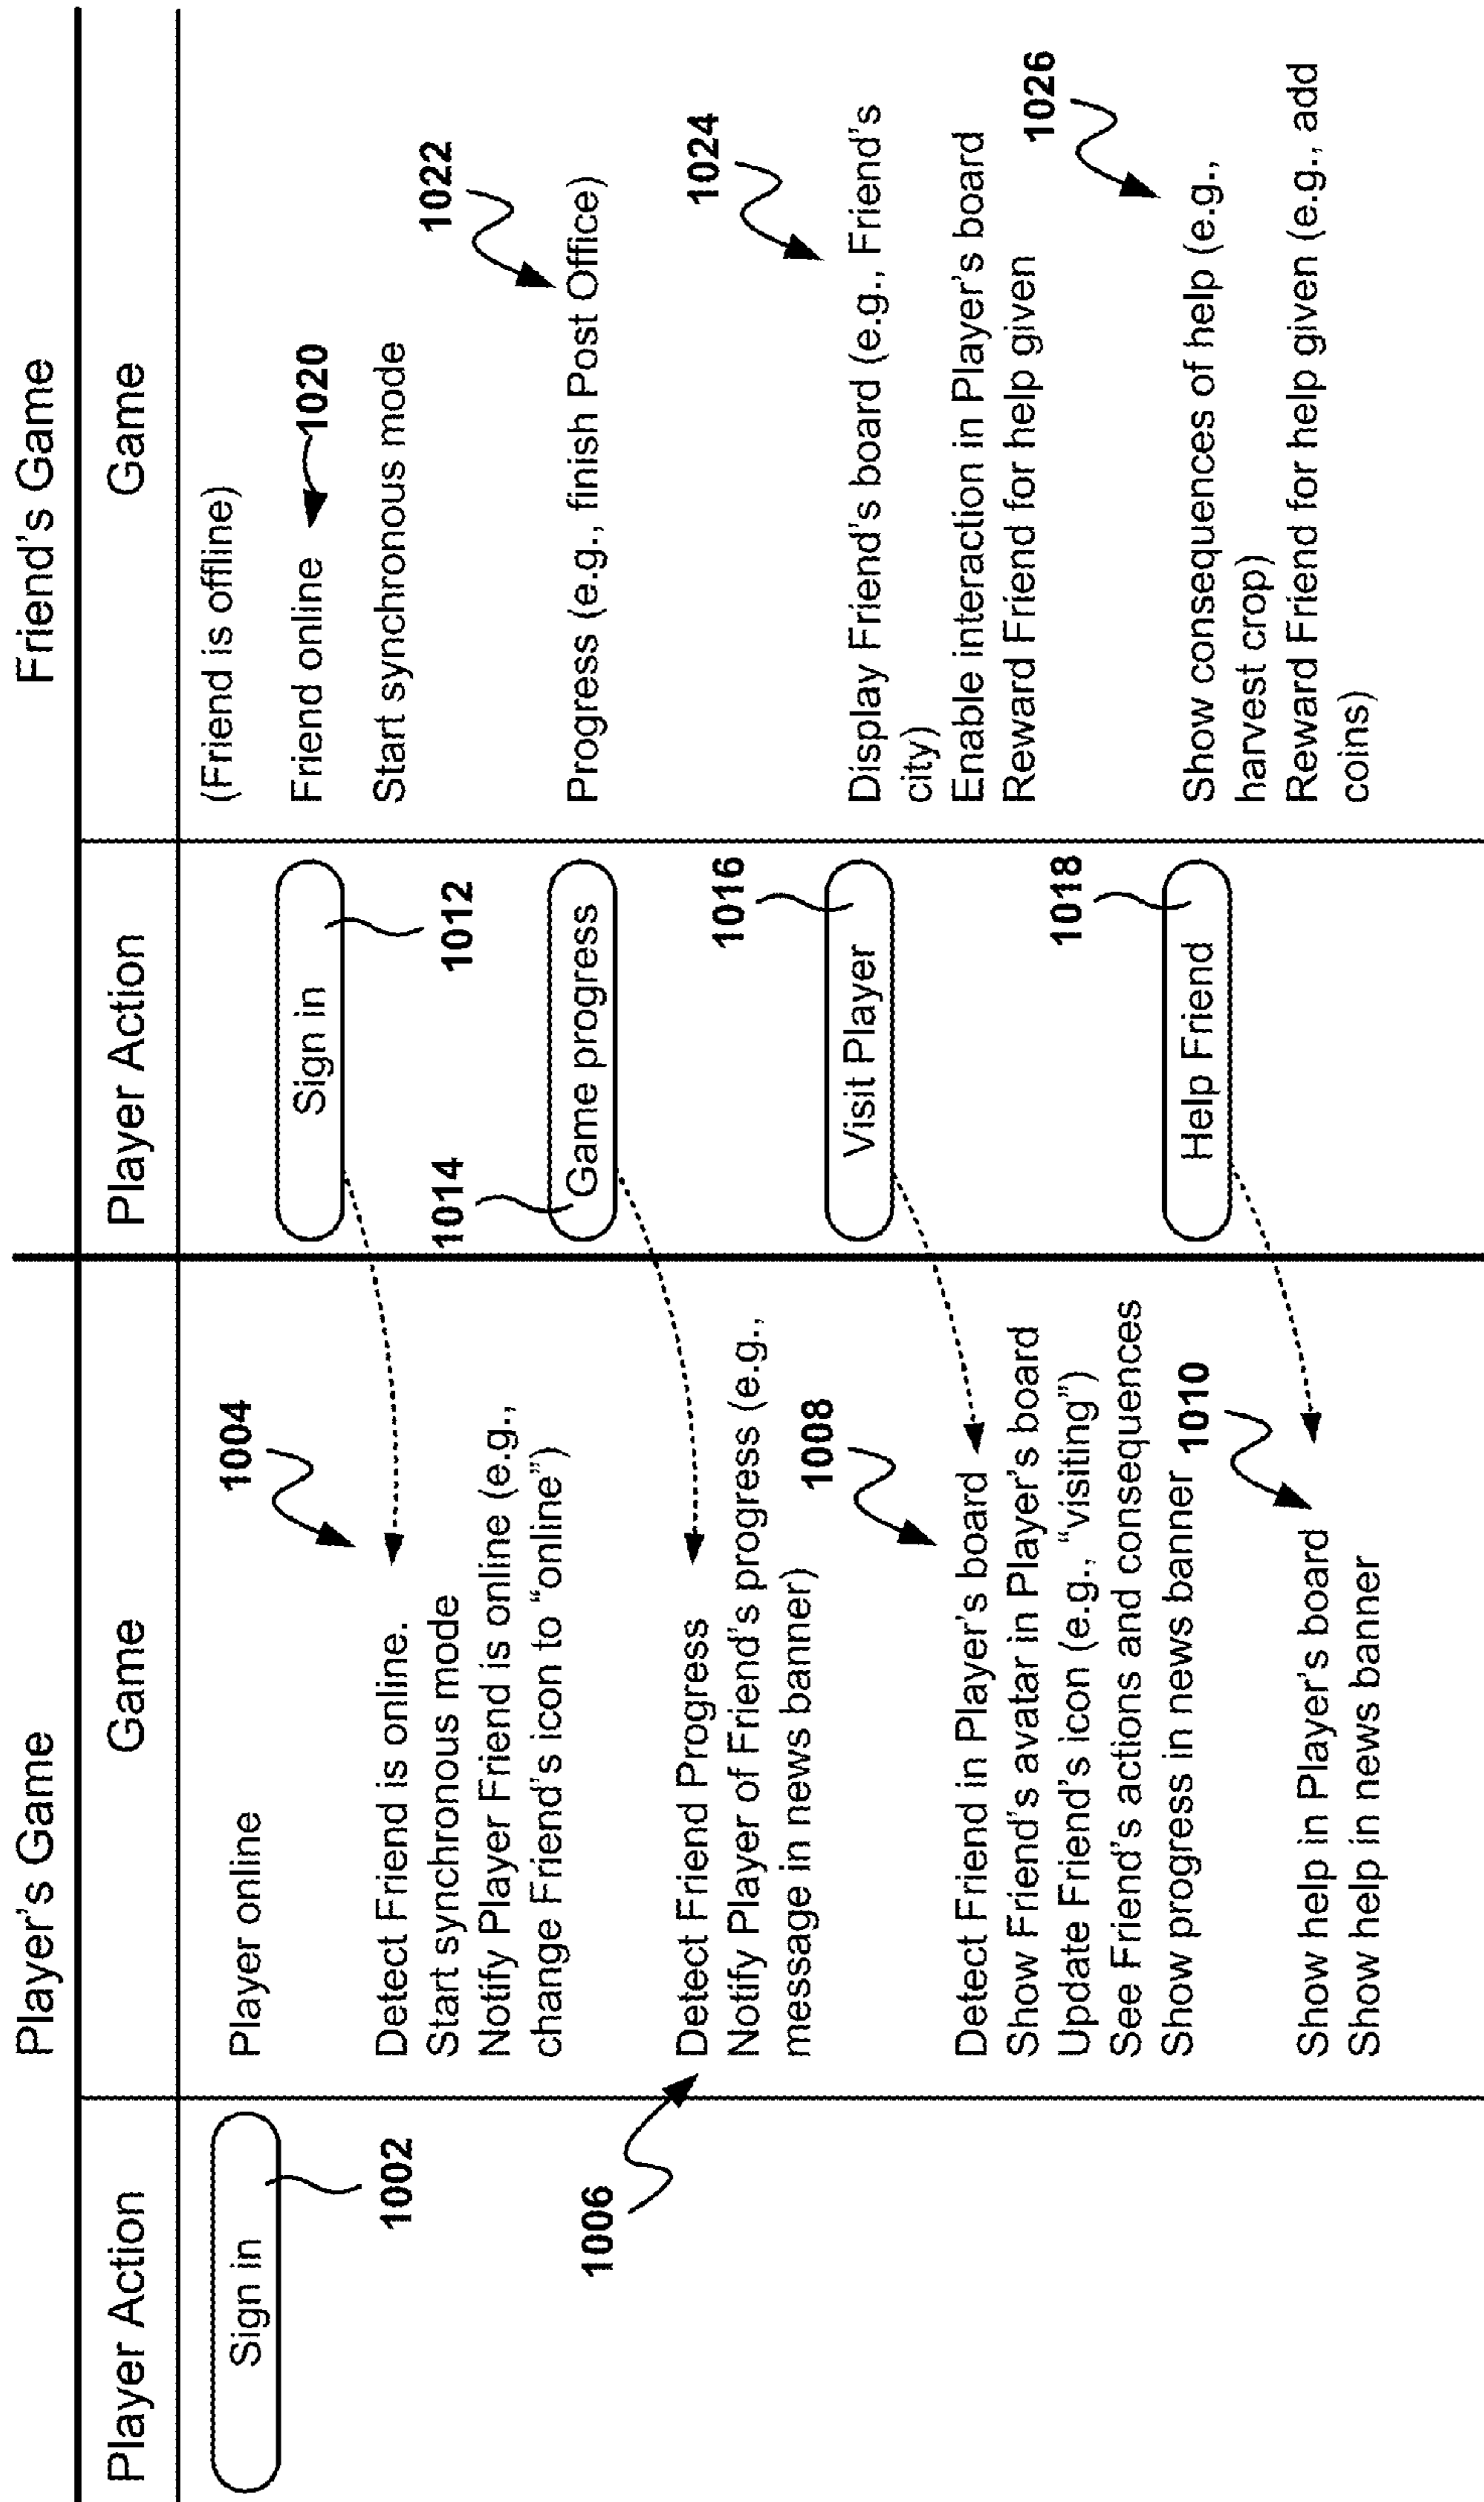 Player's Game
Friend's Game
Player Action
Game
Player Action
Game
Sign in
1002
Player online
1004
Detect Friend is online.
Start synchronous mode
Notify Player Friend is online (e.g.,
change Friend's icon to “online”)
1006
Detect Friend Progress
Notify Player of Friend's progress (e.g.,
message in news banner)
1008
Detect Friend in Player's board
Show Friend's avatar in Player's board
Update Friend's icon (e.g., “visiting”)
See Friend's actions and consequences
Show progress in news banner
1010
Show help in Player's board
Show help in news banner
Sign in
1012
1014
Game progress
1016
Visit Player
1018
Help Friend
(Friend is offline)
Friend online
1020
Start synchronous mode
1022
Progress (e.g., finish Post Office)
1024
Display Friend's board (e.g., Friend's
city)
Enable interaction in Player's board
Reward Friend for help given
1026
Show consequences of help (e.g.,
harvest crop)
Reward Friend for help given (e.g., add
coins)